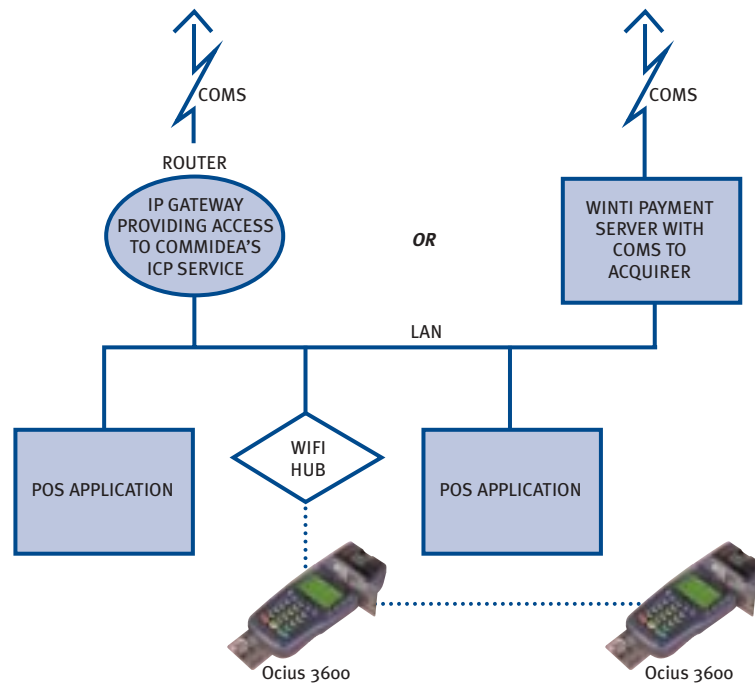 COMS
COMS
ROUTER
IP GATEWAY
PROVIDING ACCESS
TO COMMIDEA'S
ICP SERVICE
OR
WINTI PAYMENT
SERVER WITH
COMS TO
ACQUIRER
LAN
POS APPLICATION
WIFI
HUB
POS APPLICATION
Ocius 3600
Ocius 3600